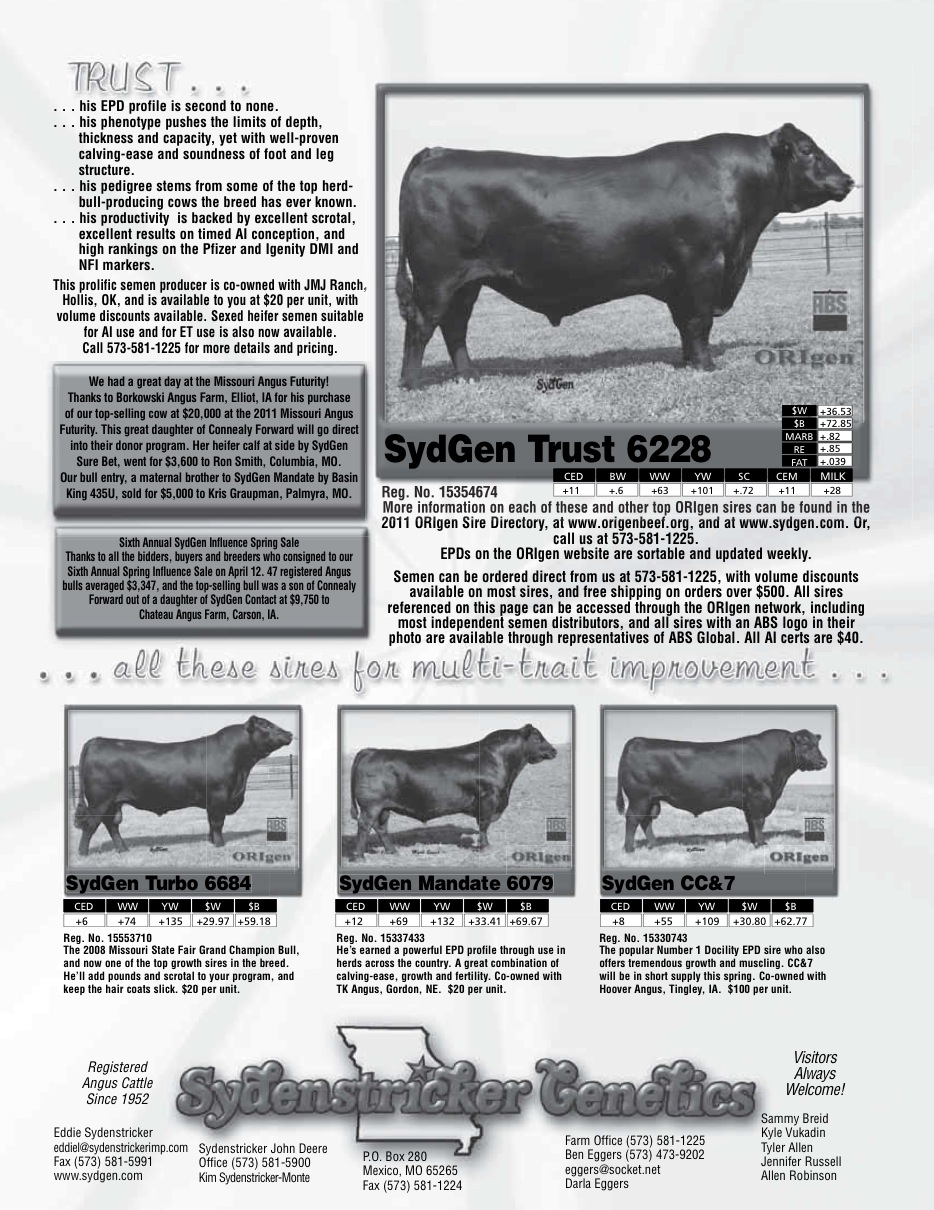 TRUST . . .
. . . his EPD profile is second to none.
. . . his phenotype pushes the limits of depth,
thickness and capacity, yet with well-proven
calving-ease and soundness of foot and leg
structure.
. . . his pedigree stems from some of the top herd-
bull-producing cows the breed has ever known.
. . . his productivity is backed by excellent scrotal,
excellent results on timed AI conception, and
high rankings on the Pfizer and Igenity DMI and
NFI markers.
This prolific semen producer is co-owned with JMJ Ranch,
Hollis, OK, and is available to you at $20 per unit, with
volume discounts available. Sexed heifer semen suitable
for AI use and for ET use is also now available.
Call 573-581-1225 for more details and pricing.
We had a great day at the Missouri Angus Futurity!
Thanks to Borkowski Angus Farm, Elliot, IA for his purchase
of our top-selling cow at $20,000 at the 2011 Missouri Angus
Futurity. This great daughter of Connealy Forward will go direct
into their donor program. Her heifer calf at side by SydGen
Sure Bet, went for $3,600 to Ron Smith, Columbia, MO.
Our bull entry, a maternal brother to SydGen Mandate by Basin
King 435U, sold for $5,000 to Kris Graupman, Palmyra, MO.
Sixth Annual SydGen Influence Spring Sale
Thanks to all the bidders, buyers and breeders who consigned to our
Sixth Annual Spring Influence Sale on April 12. 47 registered Angus
bulls averaged $3,347, and the top-selling bull was a son of Connealy
Forward out of a daughter of SydGen Contact at $9,750 to
Chateau Angus Farm, Carson, IA.
ABS
ORIgen
SydGen
$W +36.53
$B +72.85
MARB +.82
RE +.85
FAT +.039
SydGen Trust 6228
CED BW WW YW SC CEM MILK
+11 +.6 +63 +101 +.72 +11 +28
Reg. No. 15354674
More information on each of these and other top ORIgen sires can be found in the
2011 ORIgen Sire Directory, at www.origenbeef.org, and at www.sydgen.com. Or,
call us at 573-581-1225.
EPDs on the ORIgen website are sortable and updated weekly.
Semen can be ordered direct from us at 573-581-1225, with volume discounts
available on most sires, and free shipping on orders over $500. All sires
referenced on this page can be accessed through the ORIgen network, including
most independent semen distributors, and all sires with an ABS logo in their
photo are available through representatives of ABS Global. All AI certs are $40.
. . . all these sires for multi-trait improvement . . .
ABS
ORIgen
SydGen Turbo 6684
CED WW YW $W $B
+6 +74 +135 +29.97 +59.18
Reg. No. 15553710
The 2008 Missouri State Fair Grand Champion Bull,
and now one of the top growth sires in the breed.
He'll add pounds and scrotal to your program, and
keep the hair coats slick. $20 per unit.
ABS
ORIgen
SydGen Mandate 6079
CED WW YW $W $B
+12 +69 +132 +33.41 +69.67
Reg. No. 15337433
He's earned a powerful EPD profile through use in
herds across the country. A great combination of
calving-ease, growth and fertility. Co-owned with
TK Angus, Gordon, NE. $20 per unit.
ABS
ORIgen
SydGen CC&7
CED WW YW $W $B
+8 +55 +109 +30.80 +62.77
Reg. No. 15330743
The popular Number 1 Docility EPD sire who also
offers tremendous growth and muscling. CC&7
will be in short supply this spring. Co-owned with
Hoover Angus, Tingley, IA. $100 per unit.
Registered
Angus Cattle
Since 1952
Sydenstricker Genetics
Visitors
Always
Welcome!
Eddie Sydenstricker
eddiel@sydenstrickerimp.com
Fax (573) 581-5991
www.sydgen.com
Sydenstricker John Deere
Office (573) 581-5900
Kim Sydenstricker-Monte
P.O. Box 280
Mexico, MO 65265
Fax (573) 581-1224
Farm Office (573) 581-1225
Ben Eggers (573) 473-9202
eggers@socket.net
Darla Eggers
Sammy Breid
Kyle Vukadin
Tyler Allen
Jennifer Russell
Allen Robinson